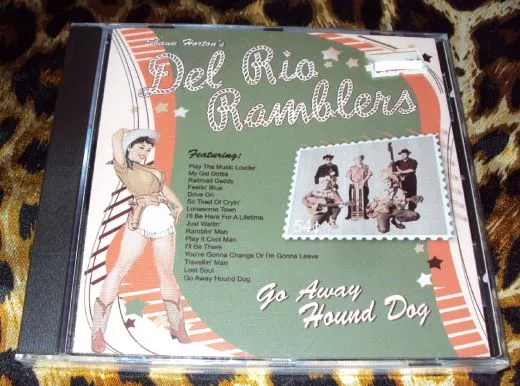 Shaun Horton's
Del Rio
Ramblers
Featuring:
Play The Music Louder
My Gal Dottie
Railroad Daddy
Feelin' Blue
Drive On
So Tired Of Cryin'
Lonesome Town
I'll Be Here For A Lifetime
Just Waitin'
Ramblin' Man
Play It Cool Man
I'll Be There
You're Gonna Change Or I'm Gonna Leave
Travellin' Man
Lost Soul
Go Away Hound Dog
54¢
Go Away
Hound Dog